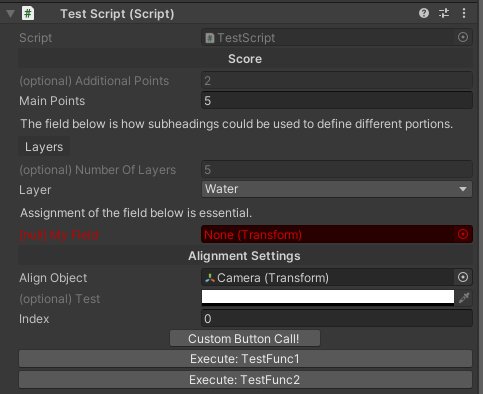 Test Script (Script)
Script TestScript
Score
(optional) Additional Points 2
Main Points 5
The field below is how subheadings could be used to define different portions.
Layers
(optional) Number Of Layers 5
Layer Water
Assignment of the field below is essential.
[null] My Field None (Transform)
Alignment Settings
Align Object Camera (Transform)
(optional) Test
Index 0
Custom Button Call!
Execute: TestFunc1
Execute: TestFunc2